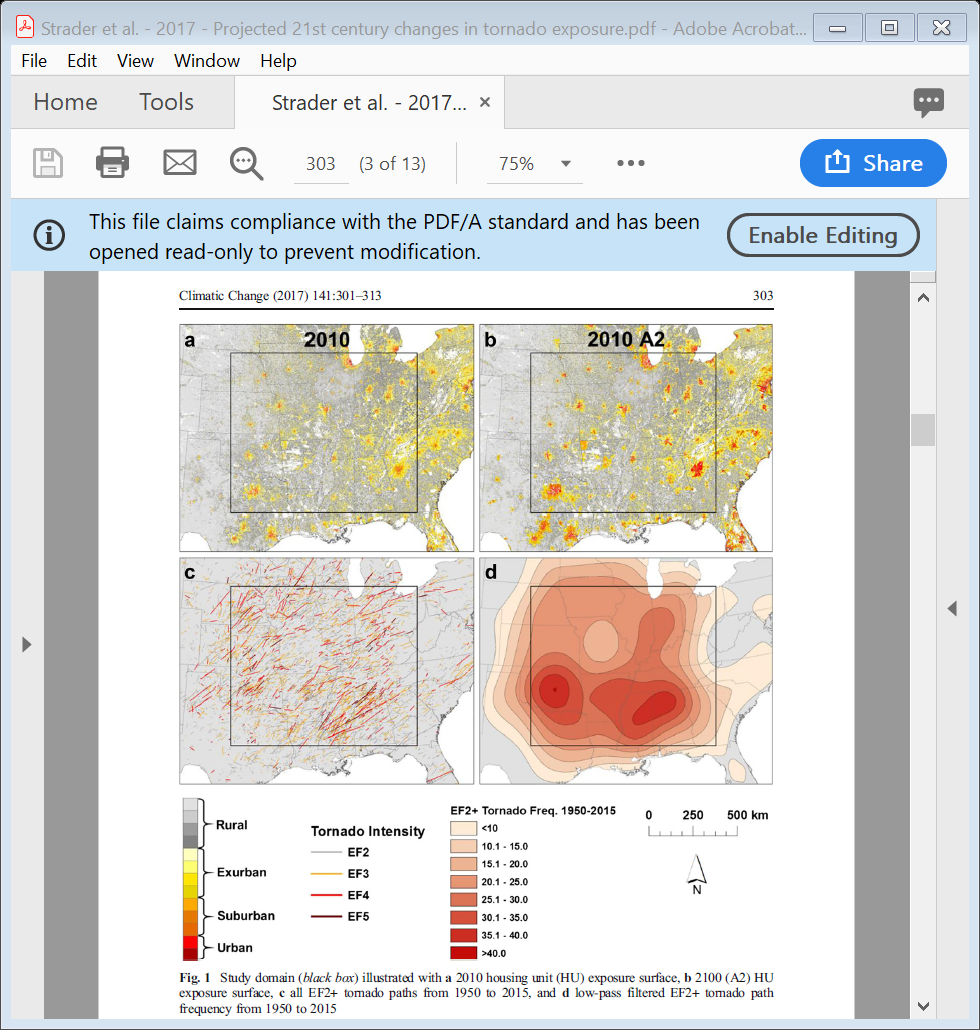 Strader et al. - 2017 - Projected 21st century changes in tornado exposure.pdf - Adobe Acrobat...
File Edit View Window Help
Home Tools Strader et al. - 2017... ×
303 (3 of 13) 75% Share
This file claims compliance with the PDF/A standard and has been
opened read-only to prevent modification.
Enable Editing
Climatic Change (2017) 141:301–313 303
a 2010 b 2010 A2
c d
Rural
Exurban
Suburban
Urban
Tornado Intensity
EF2
EF3
EF4
EF5
EF2+ Tornado Freq. 1950-2015
<10
10.1 - 15.0
15.1 - 20.0
20.1 - 25.0
25.1 - 30.0
30.1 - 35.0
35.1 - 40.0
>40.0
0 250 500 km
N
Fig. 1 Study domain (black box) illustrated with a 2010 housing unit (HU) exposure surface, b 2100 (A2) HU
exposure surface, c all EF2+ tornado paths from 1950 to 2015, and d low-pass filtered EF2+ tornado path
frequency from 1950 to 2015